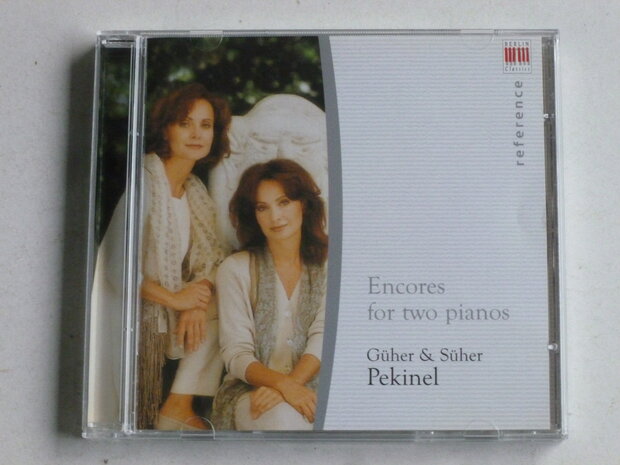 BERLIN
Classics
reference
Encores
for two pianos
Güher & Süher
Pekinel